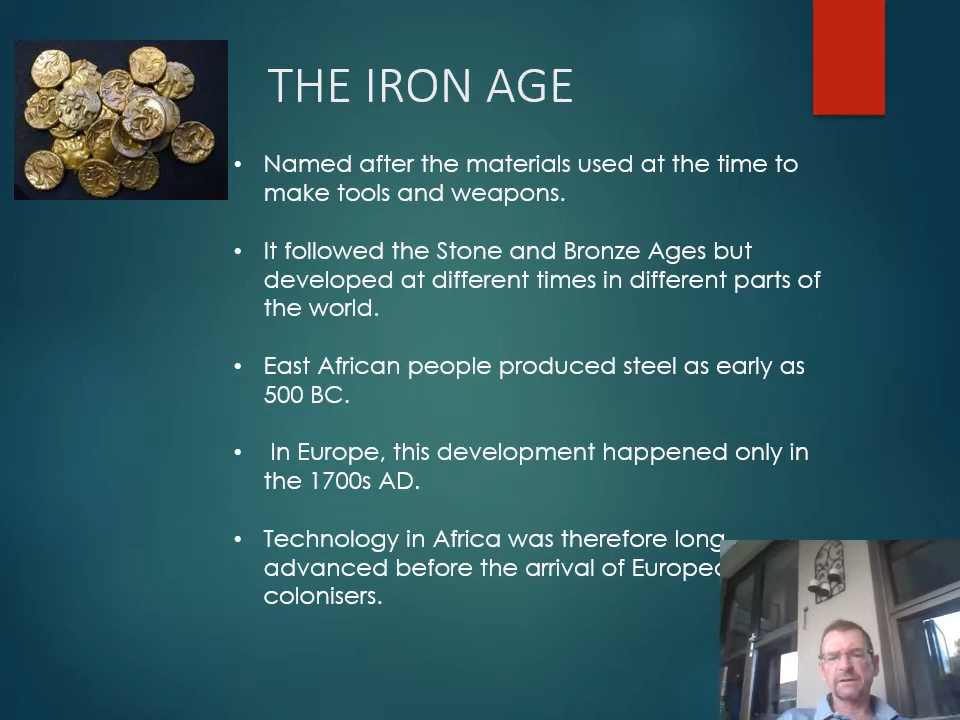 THE IRON AGE
• Named after the materials used at the time to
make tools and weapons.
• It followed the Stone and Bronze Ages but
developed at different times in different parts of
the world.
• East African people produced steel as early as
500 BC.
• In Europe, this development happened only in
the 1700s AD.
• Technology in Africa was therefore long
advanced before the arrival of
colonisers.